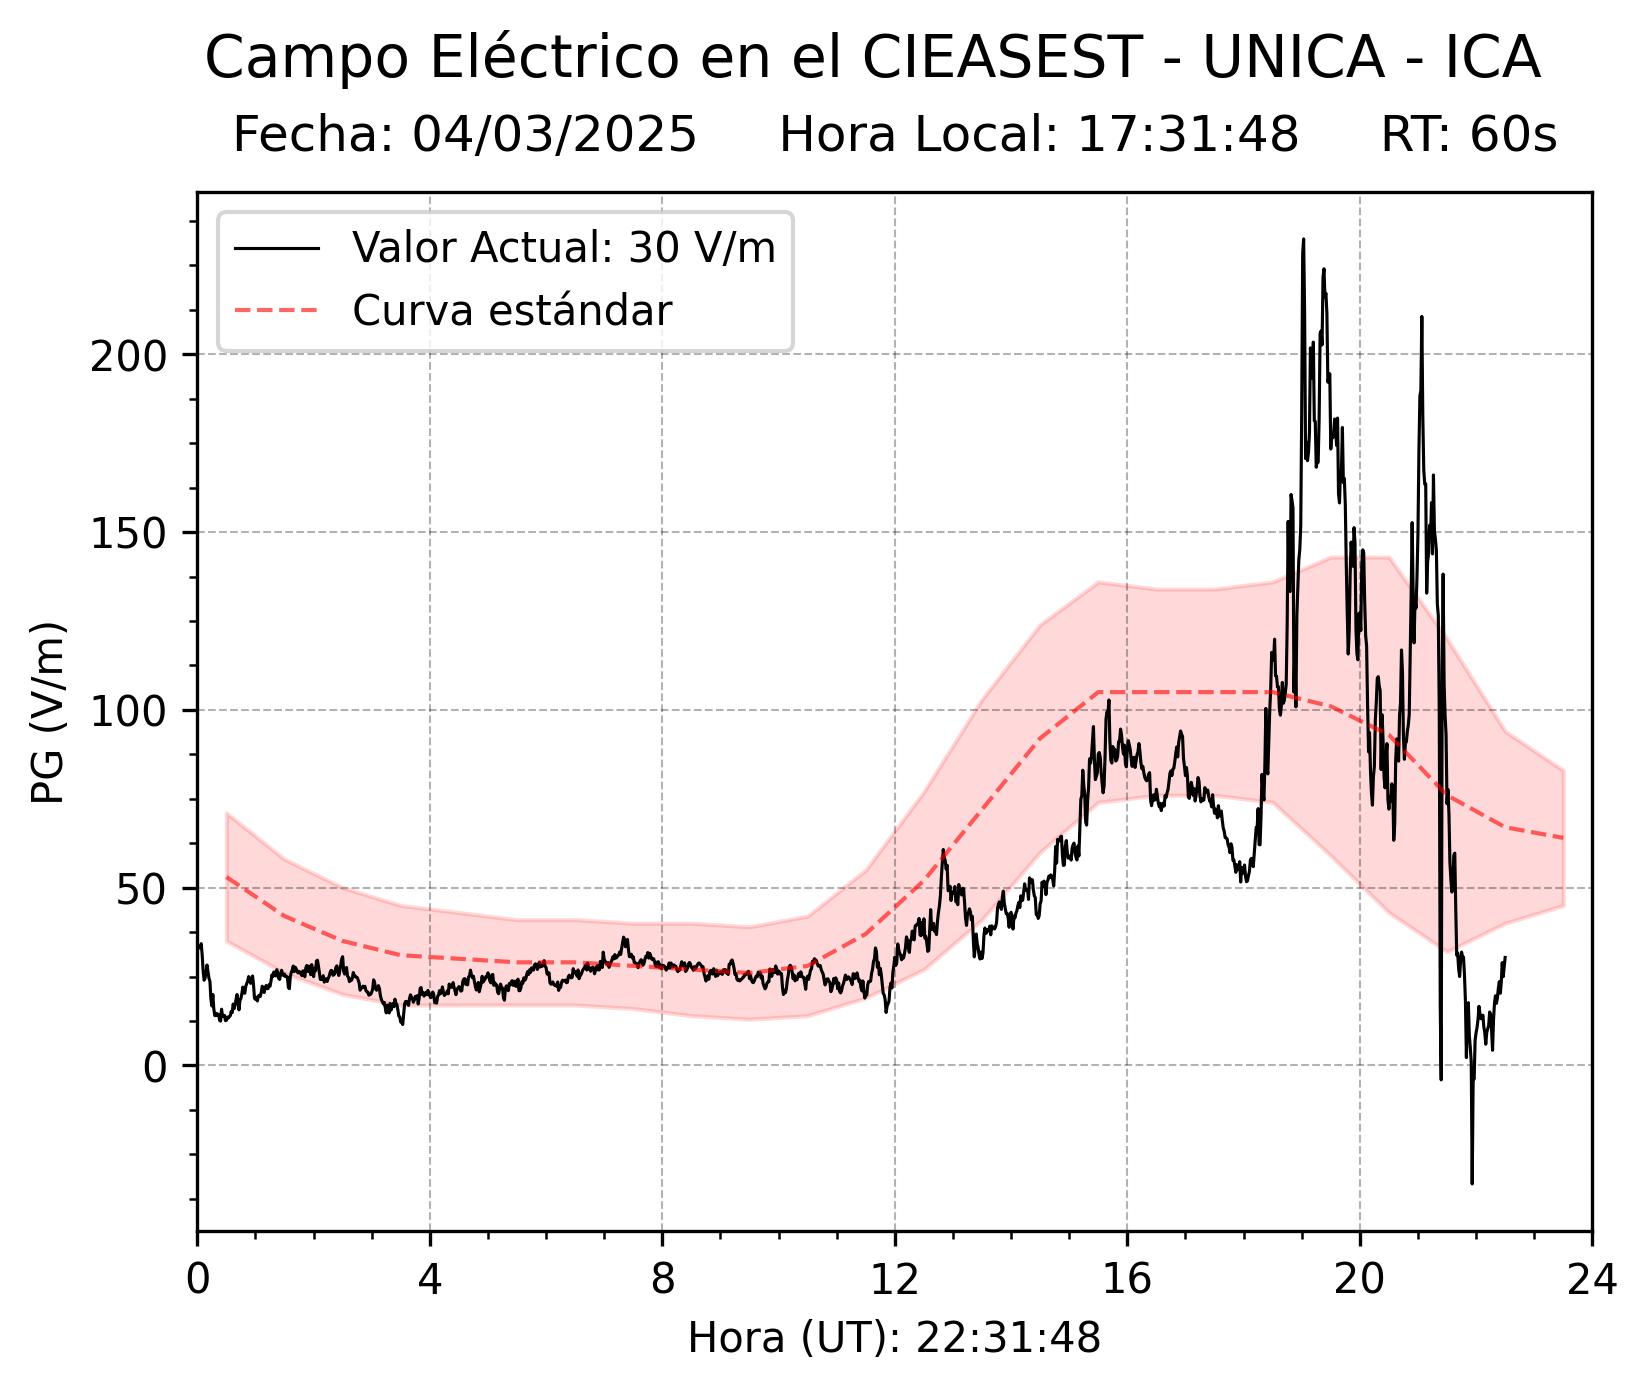 Campo Eléctrico en el CIEASEST - UNICA - ICA
Fecha: 04/03/2025 Hora Local: 17:31:48 RT: 60s
Valor Actual: 30 V/m
Curva estándar
200
150
100
50
0
PG (V/m)
0 4 8 12 16 20 24
Hora (UT): 22:31:48